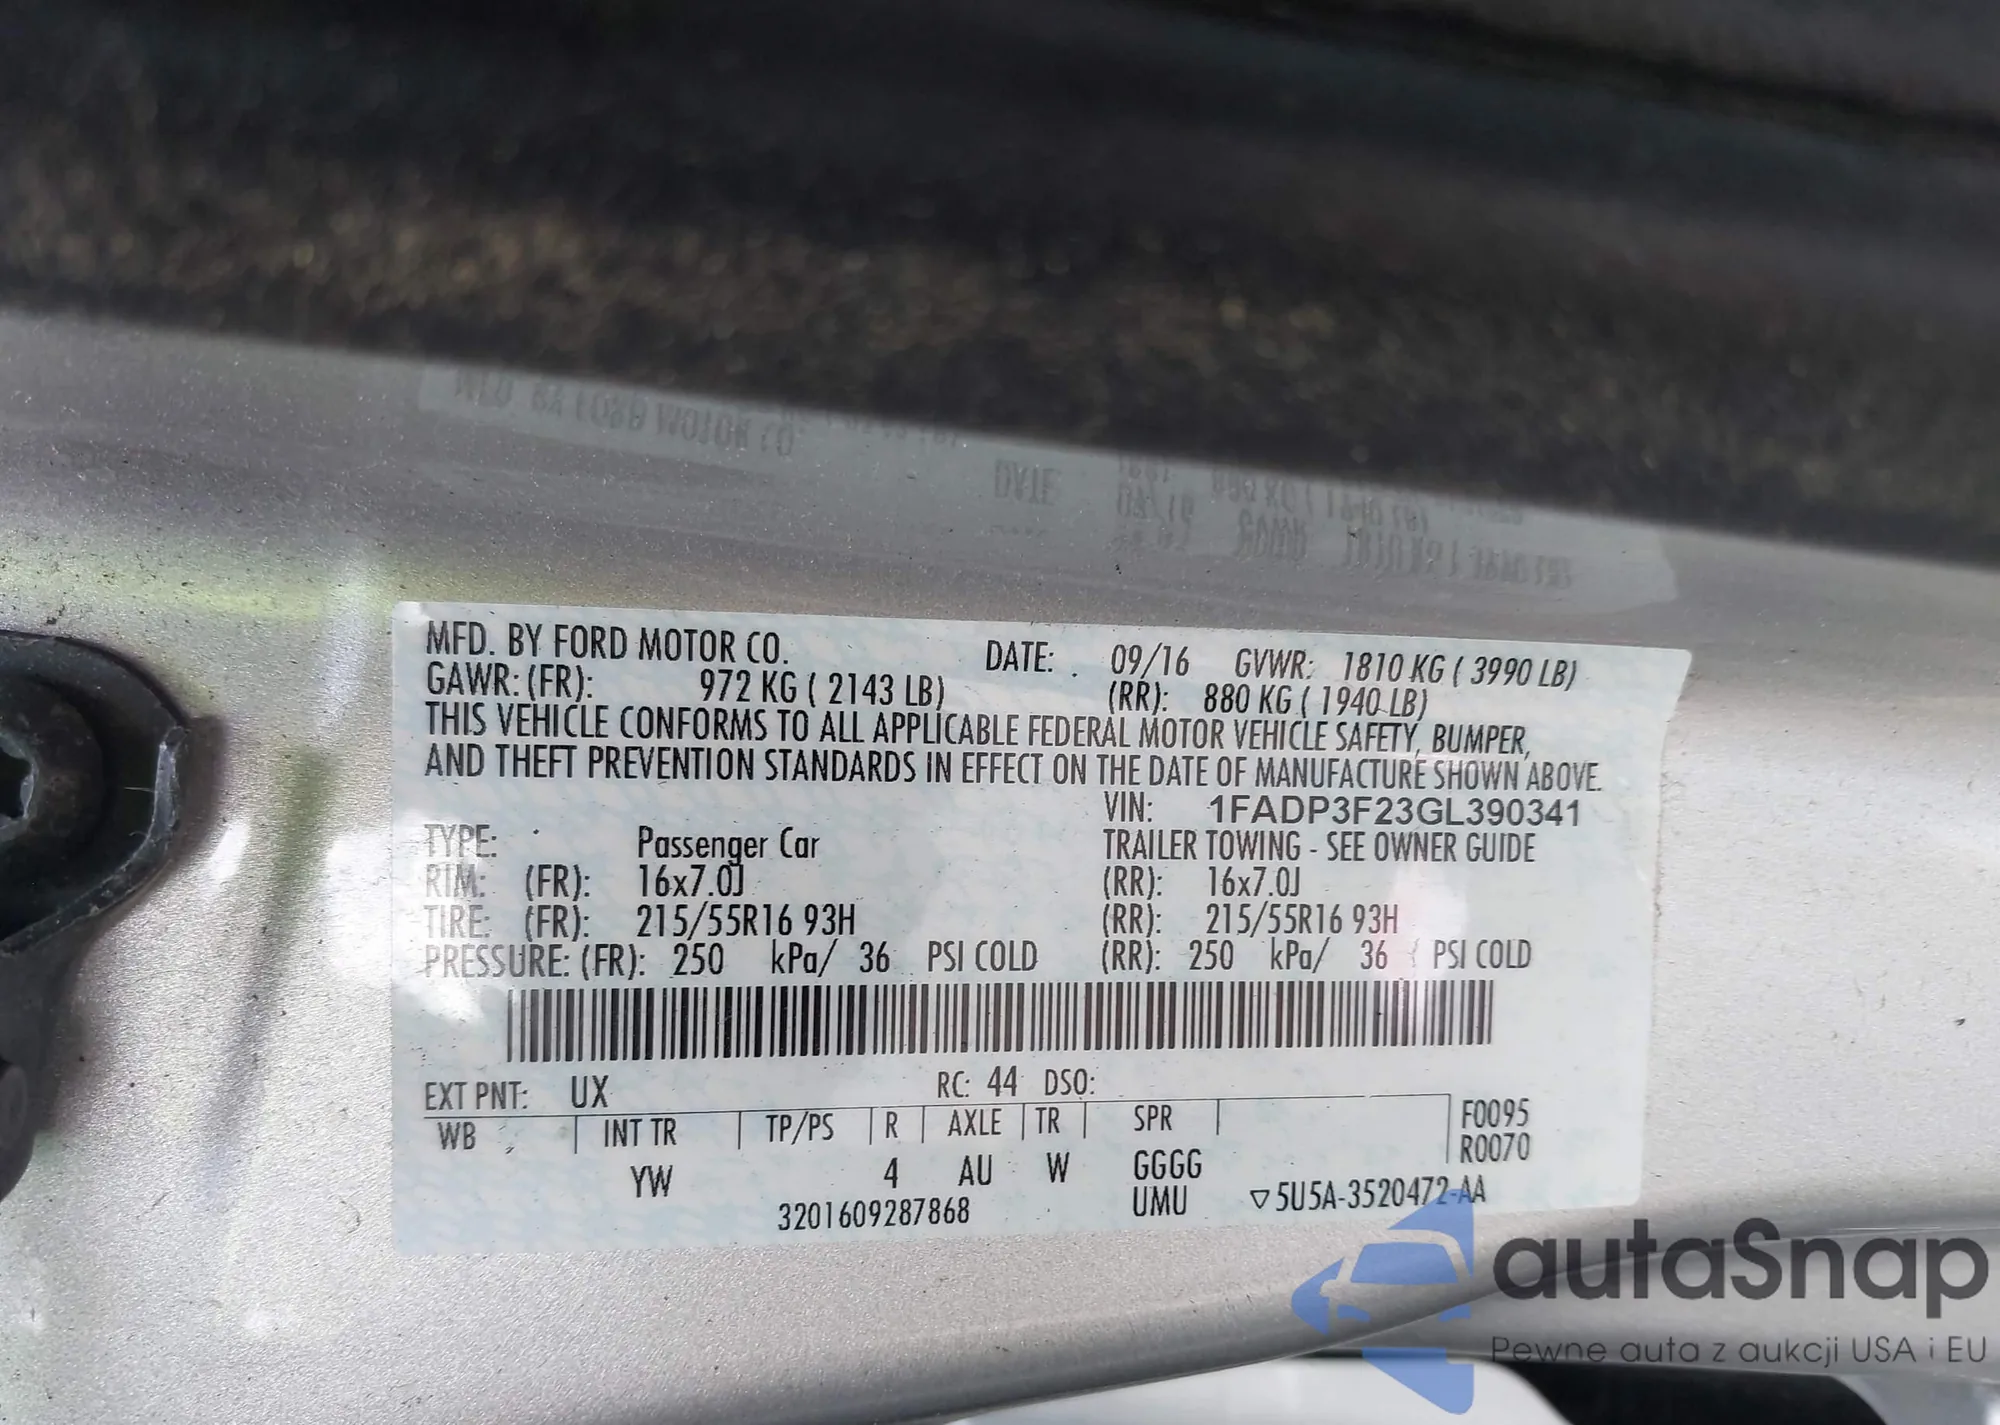 MFD. BY FORD MOTOR CO. DATE: 09/16 GVWR: 1810 KG ( 3990 LB)
GAWR: (FR): 972 KG ( 2143 LB) (RR): 880 KG ( 1940 LB)
THIS VEHICLE CONFORMS TO ALL APPLICABLE FEDERAL MOTOR VEHICLE SAFETY, BUMPER,
AND THEFT PREVENTION STANDARDS IN EFFECT ON THE DATE OF MANUFACTURE SHOWN ABOVE.
VIN: 1FADP3F23GL390341
TYPE: Passenger Car TRAILER TOWING - SEE OWNER GUIDE
RIM: (FR): 16x7.0J (RR): 16x7.0J
TIRE: (FR): 215/55R16 93H (RR): 215/55R16 93H
PRESSURE: (FR): 250 kPa/ 36 PSI COLD (RR): 250 kPa/ 36 PSI COLD
EXT PNT: UX RC: 44 DSO:
WB INT TR TP/PS R AXLE TR SPR F0095
R0070
YW 4 AU W GGGG
3201609287868 UMU ▽5U5A-3520472-AA
autaSnap
Pewne auta z aukcji USA i EU